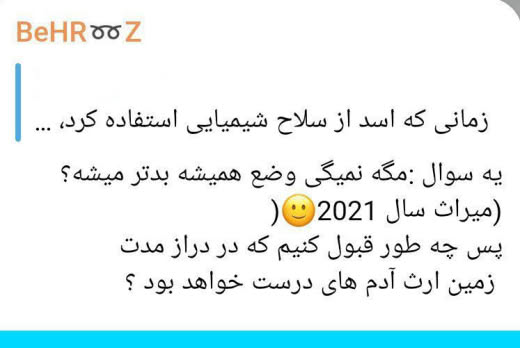 BeHR➿Z
زمانی که اسد از سلاح شیمیایی استفاده کرد، ...
یه سوال :مگه نمیگی وضع همیشه بدتر میشه؟
(میراث سال 2021🙂)
پس چه طور قبول کنیم که در دراز مدت
زمین ارث آدم های درست خواهد بود ؟